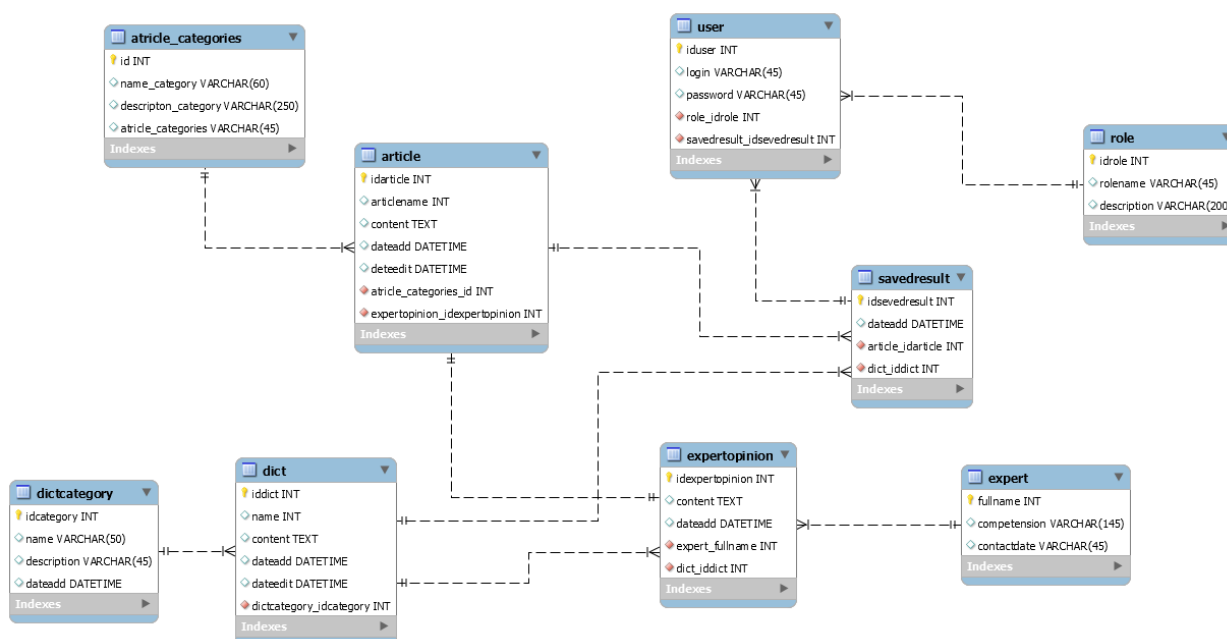 atricle_categories
id INT
name_category VARCHAR(60)
descripton_category VARCHAR(250)
atricle_categories VARCHAR(45)
Indexes
user
iduser INT
login VARCHAR(45)
password VARCHAR(45)
role_idrole INT
savedresult_idsevedresult INT
Indexes
role
idrole INT
rolename VARCHAR(45)
description VARCHAR(200
Indexes
article
idarticle INT
articlename INT
content TEXT
dateadd DATETIME
deteedit DATETIME
atricle_categories_id INT
expertopinion_idexpertopinion INT
Indexes
savedresult
idsevedresult INT
dateadd DATETIME
article_idarticle INT
dict_iddict INT
Indexes
dictcategory
idcategory INT
name VARCHAR(50)
description VARCHAR(45)
dateadd DATETIME
Indexes
dict
iddict INT
name INT
content TEXT
dateadd DATETIME
dateedit DATETIME
dictcategory_idcategory INT
Indexes
expertopinion
idexpertopinion INT
content TEXT
dateadd DATETIME
expert_fullname INT
dict_iddict INT
Indexes
expert
fullname INT
competension VARCHAR(145)
contactdate VARCHAR(45)
Indexes